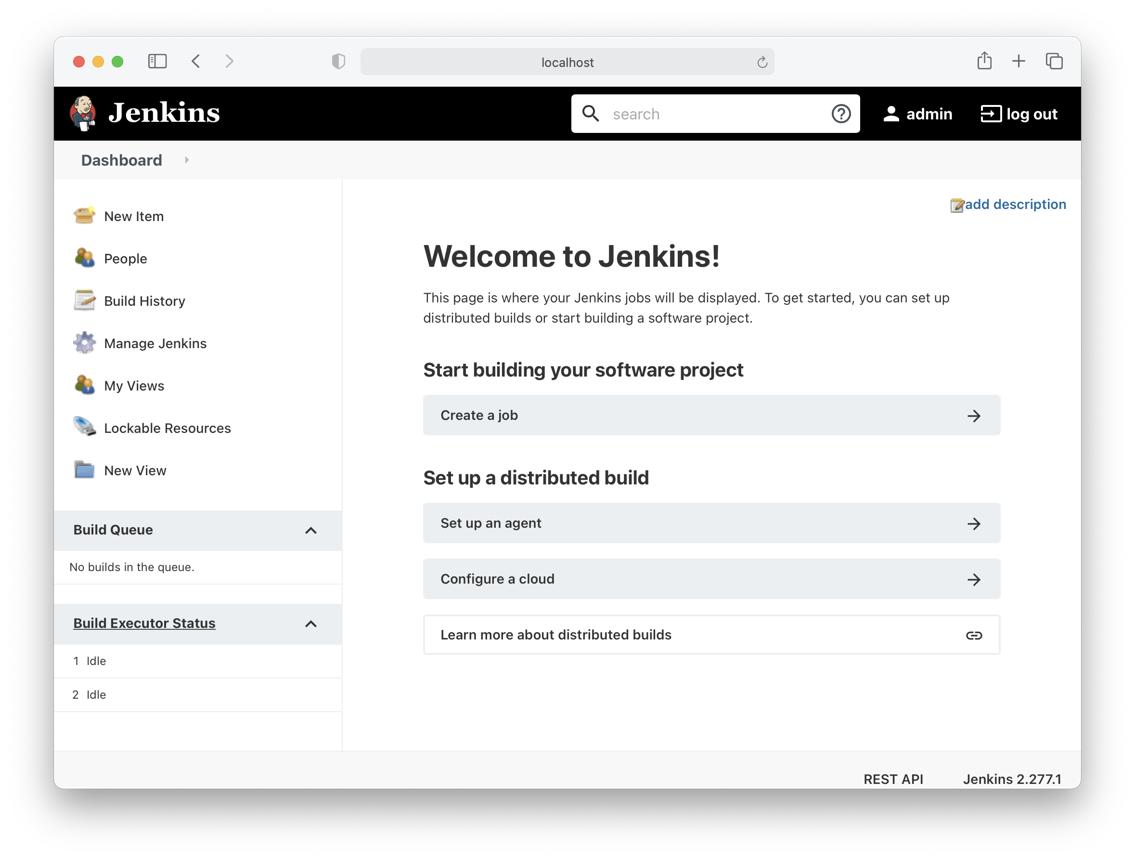 localhost
Jenkins
search
admin
log out
Dashboard
New Item
People
Build History
Manage Jenkins
My Views
Lockable Resources
New View
Build Queue
No builds in the queue.
Build Executor Status
1 Idle
2 Idle
add description
Welcome to Jenkins!
This page is where your Jenkins jobs will be displayed. To get started, you can set up
distributed builds or start building a software project.
Start building your software project
Create a job
Set up a distributed build
Set up an agent
Configure a cloud
Learn more about distributed builds
REST API
Jenkins 2.277.1